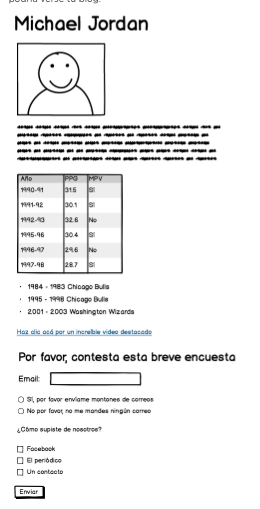 podría verse tu blog.
Michael Jordan
Año PPG MPV
1990-91 31.5 Sí
1991-92 30.1 Sí
1992-93 32.6 No
1995-96 30.4 Sí
1996-97 29.6 No
1997-98 28.7 Sí
· 1984 - 1983 Chicago Bulls
· 1995 - 1998 Chicago Bulls
· 2001 - 2003 Washington Wizards
Haz clic acá por un increíble video destacado
Por favor, contesta esta breve encuesta
Email:
Sí, por favor envíame montones de correos
No por favor, no me mandes ningún correo
¿Cómo supiste de nosotros?
Facebook
El periódico
Un contacto
Enviar